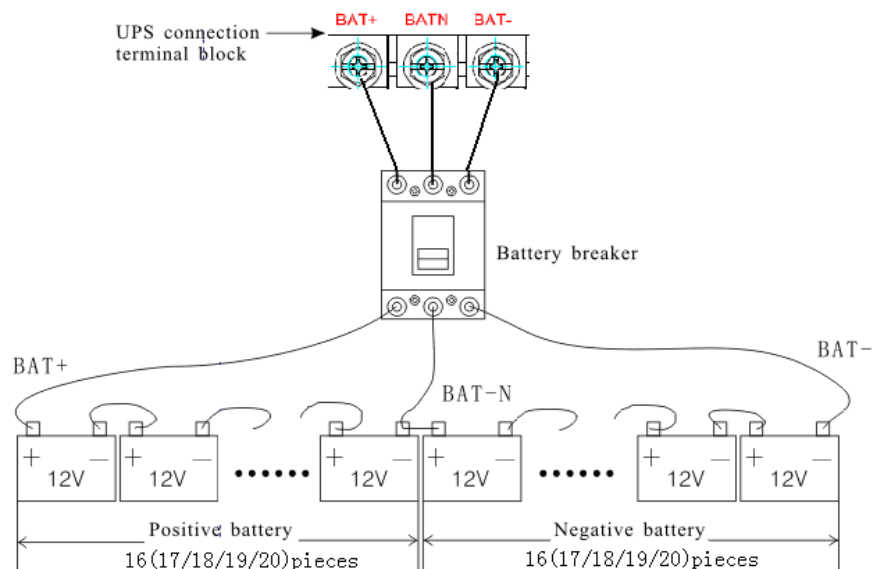 BAT+ BATN BAT-
UPS connection
terminal block
Battery breaker
BAT+
BAT-
BAT-N
+ — + — + — + — + — + —
12V 12V 12V 12V 12V 12V
Positive battery Negative battery
16(17/18/19/20)pieces 16(17/18/19/20)pieces